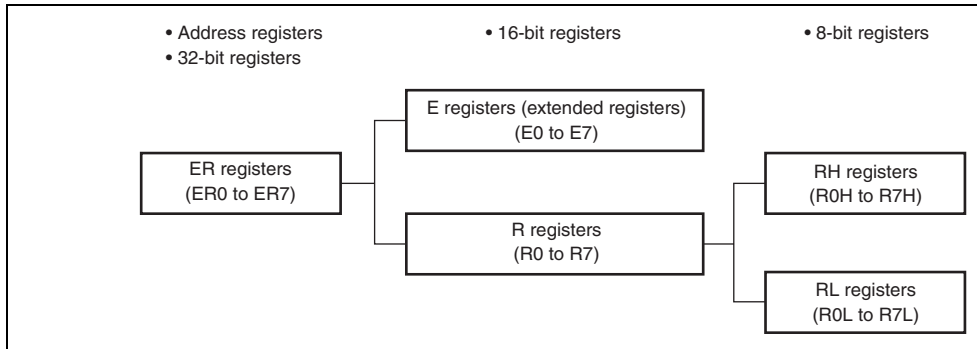 • Address registers
• 32-bit registers
• 16-bit registers
• 8-bit registers
ER registers
(ER0 to ER7)
E registers (extended registers)
(E0 to E7)
R registers
(R0 to R7)
RH registers
(R0H to R7H)
RL registers
(R0L to R7L)